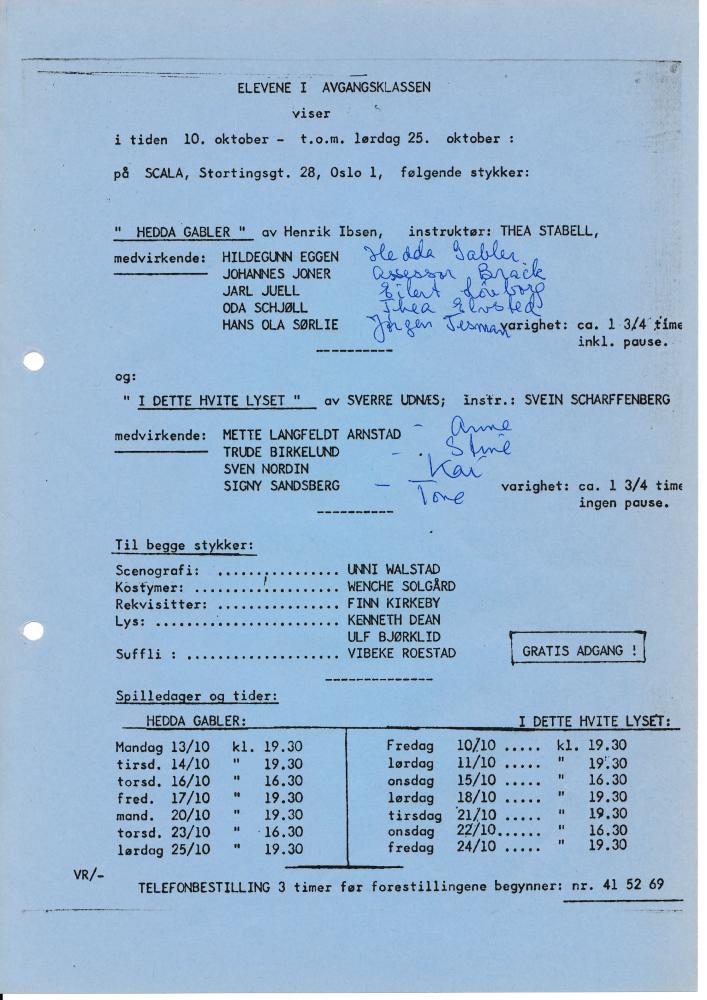 ELEVENE I AVGANGSKLASSEN
viser
i tiden 10. oktober - t.o.m. lørdag 25. oktober :
på SCALA, Stortingsgt. 28, Oslo 1, følgende stykker:
" HEDDA GABLER " av Henrik Ibsen, instruktør: THEA STABELL,
medvirkende: HILDEGUNN EGGEN Hedda Gabler
JOHANNES JONER Assessor Brack
JARL JUELL Eilert Løvborg
ODA SCHJØLL Thea Elvsted
HANS OLA SØRLIE Jørgen Tesman varighet: ca. 1 3/4 time
inkl. pause.
----------
og:
" I DETTE HVITE LYSET " av SVERRE UDNÆS; instr.: SVEIN SCHARFFENBERG
medvirkende: METTE LANGFELDT ARNSTAD - Anne
TRUDE BIRKELUND - Stine
SVEN NORDIN Kai
SIGNY SANDSBERG - Tone varighet: ca. 1 3/4 time
ingen pause.
----------
Til begge stykker:
Scenografi: ................ UNNI WALSTAD
Kostymer: ................... WENCHE SOLGÅRD
Rekvisitter: ................ FINN KIRKEBY
Lys: ........................ KENNETH DEAN
ULF BJØRKLID
Suffli : .................... VIBEKE ROESTAD
GRATIS ADGANG !
--------------
Spilledager og tider:
HEDDA GABLER:
Mandag 13/10 kl. 19.30
tirsd. 14/10 " 19.30
torsd. 16/10 " 16.30
fred. 17/10 " 19.30
mand. 20/10 " 19.30
torsd. 23/10 " 16.30
lørdag 25/10 " 19.30
I DETTE HVITE LYSET:
Fredag 10/10 ..... kl. 19.30
lørdag 11/10 ..... " 19.30
onsdag 15/10 ..... " 16.30
lørdag 18/10 ..... " 19.30
tirsdag 21/10 ..... " 19.30
onsdag 22/10...... " 16.30
fredag 24/10 ..... " 19.30
VR/-
TELEFONBESTILLING 3 timer før forestillingene begynner: nr. 41 52 69